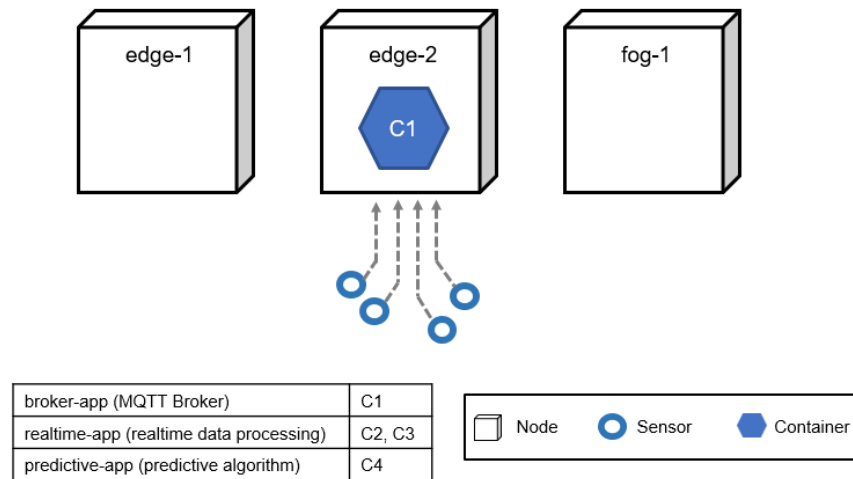 edge-1
edge-2
fog-1
C1
broker-app (MQTT Broker) C1
realtime-app (realtime data processing) C2, C3
predictive-app (predictive algorithm) C4
Node Sensor Container